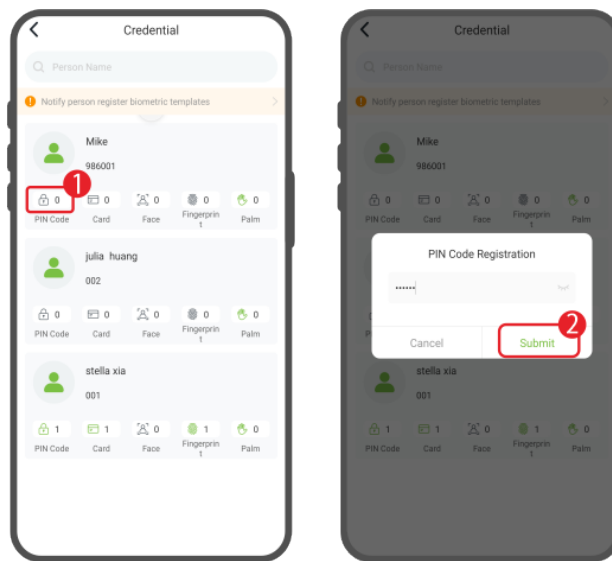 Credential
Person Name
Notify person register biometric templates
Mike
986001
1
0 0 0 0 0
PIN Code Card Face Fingerprin
t Palm
julia huang
002
0 0 0 0 0
PIN Code Card Face Fingerprin
t Palm
stella xia
001
1 1 0 1 0
PIN Code Card Face Fingerprin
t Palm
Credential
Person Name
Notify person register biometric templates
Mike
986001
0 0 0 0 0
PIN Code Card Face Fingerprin
t Palm
PIN Code Registration
••••••
2
Cancel Submit
stella xia
001
1 1 0 1 0
PIN Code Card Face Fingerprin
t Palm